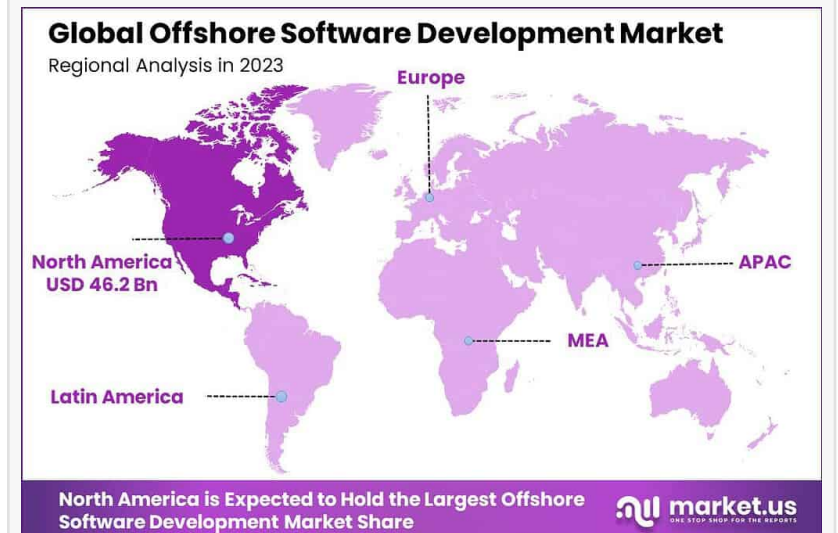 Global Offshore Software Development Market
Regional Analysis in 2023
Europe
North America
USD 46.2 Bn
APAC
MEA
Latin America
North America is Expected to Hold the Largest Offshore
Software Development Market Share
market.us
ONE STOP SHOP FOR THE REPORTS